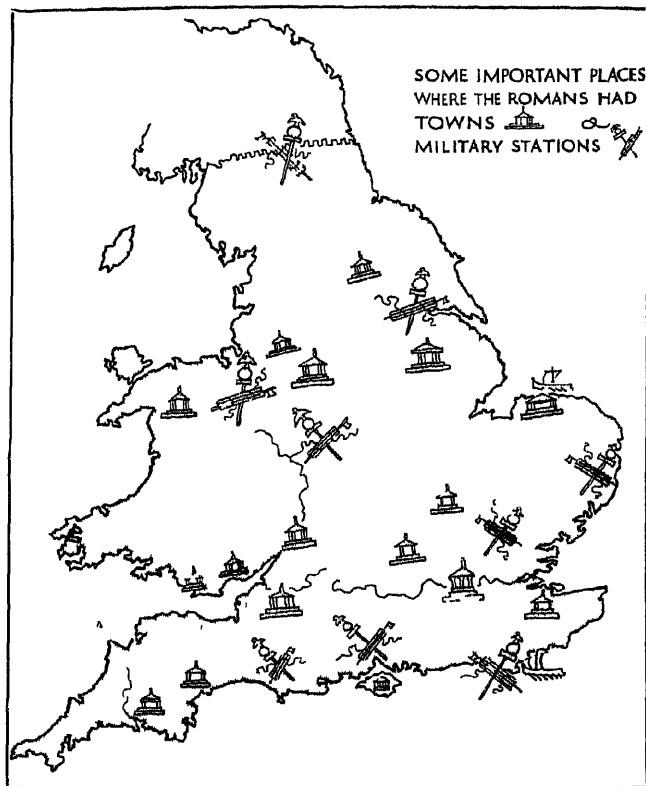 SOME IMPORTANT PLACES
WHERE THE ROMANS HAD
TOWNS
MILITARY STATIONS